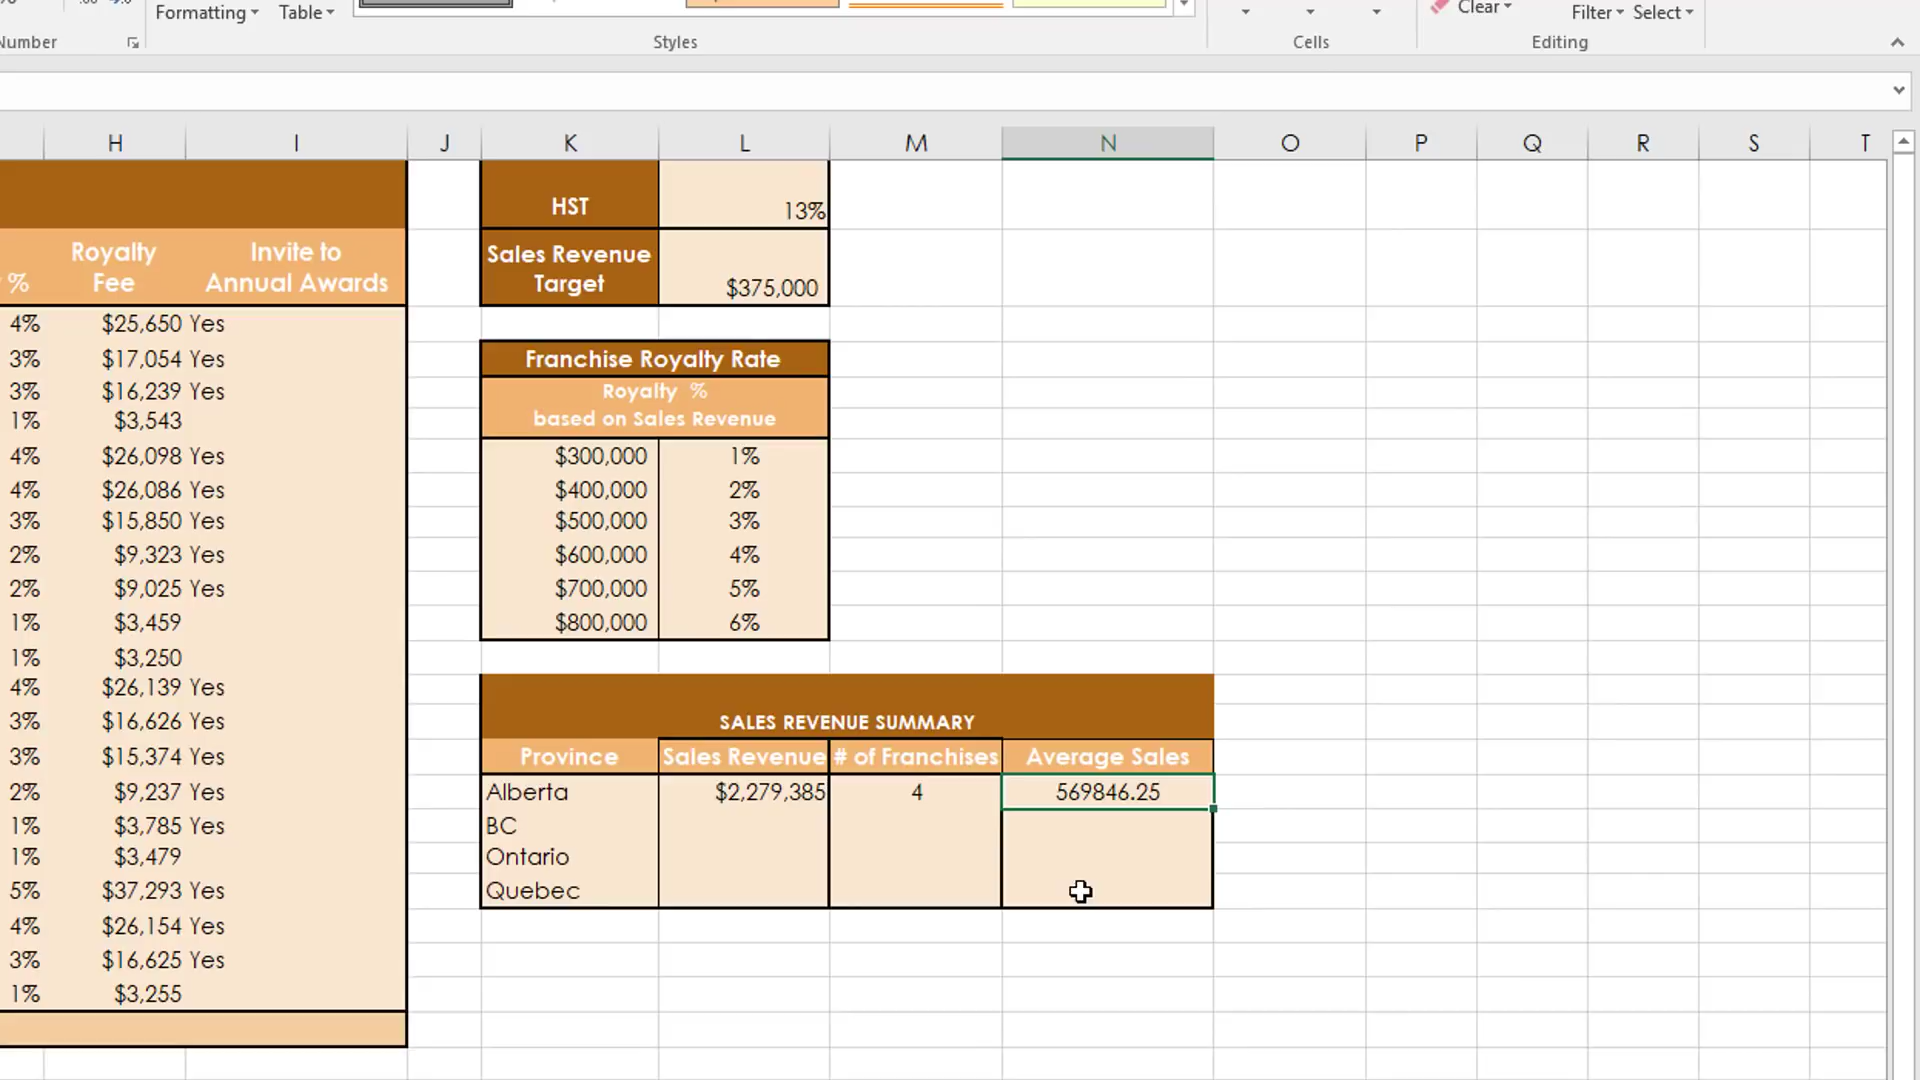 Formatting Table Clear Filter Select
Number Styles Cells Editing
H I J K L M N O P Q R S T
HST 13%
Royalty Fee
Invite to Annual Awards
%
Sales Revenue Target $375,000
4% $25,650 Yes
3% $17,054 Yes
3% $16,239 Yes
1% $3,543
4% $26,098 Yes
4% $26,086 Yes
3% $15,850 Yes
2% $9,323 Yes
2% $9,025 Yes
1% $3,459
1% $3,250
4% $26,139 Yes
3% $16,626 Yes
3% $15,374 Yes
2% $9,237 Yes
1% $3,785 Yes
1% $3,479
5% $37,293 Yes
4% $26,154 Yes
3% $16,625 Yes
1% $3,255
Franchise Royalty Rate
Royalty %
based on Sales Revenue
$300,000 1%
$400,000 2%
$500,000 3%
$600,000 4%
$700,000 5%
$800,000 6%
SALES REVENUE SUMMARY
Province Sales Revenue # of Franchises Average Sales
Alberta $2,279,385 4 569846.25
BC
Ontario
Quebec